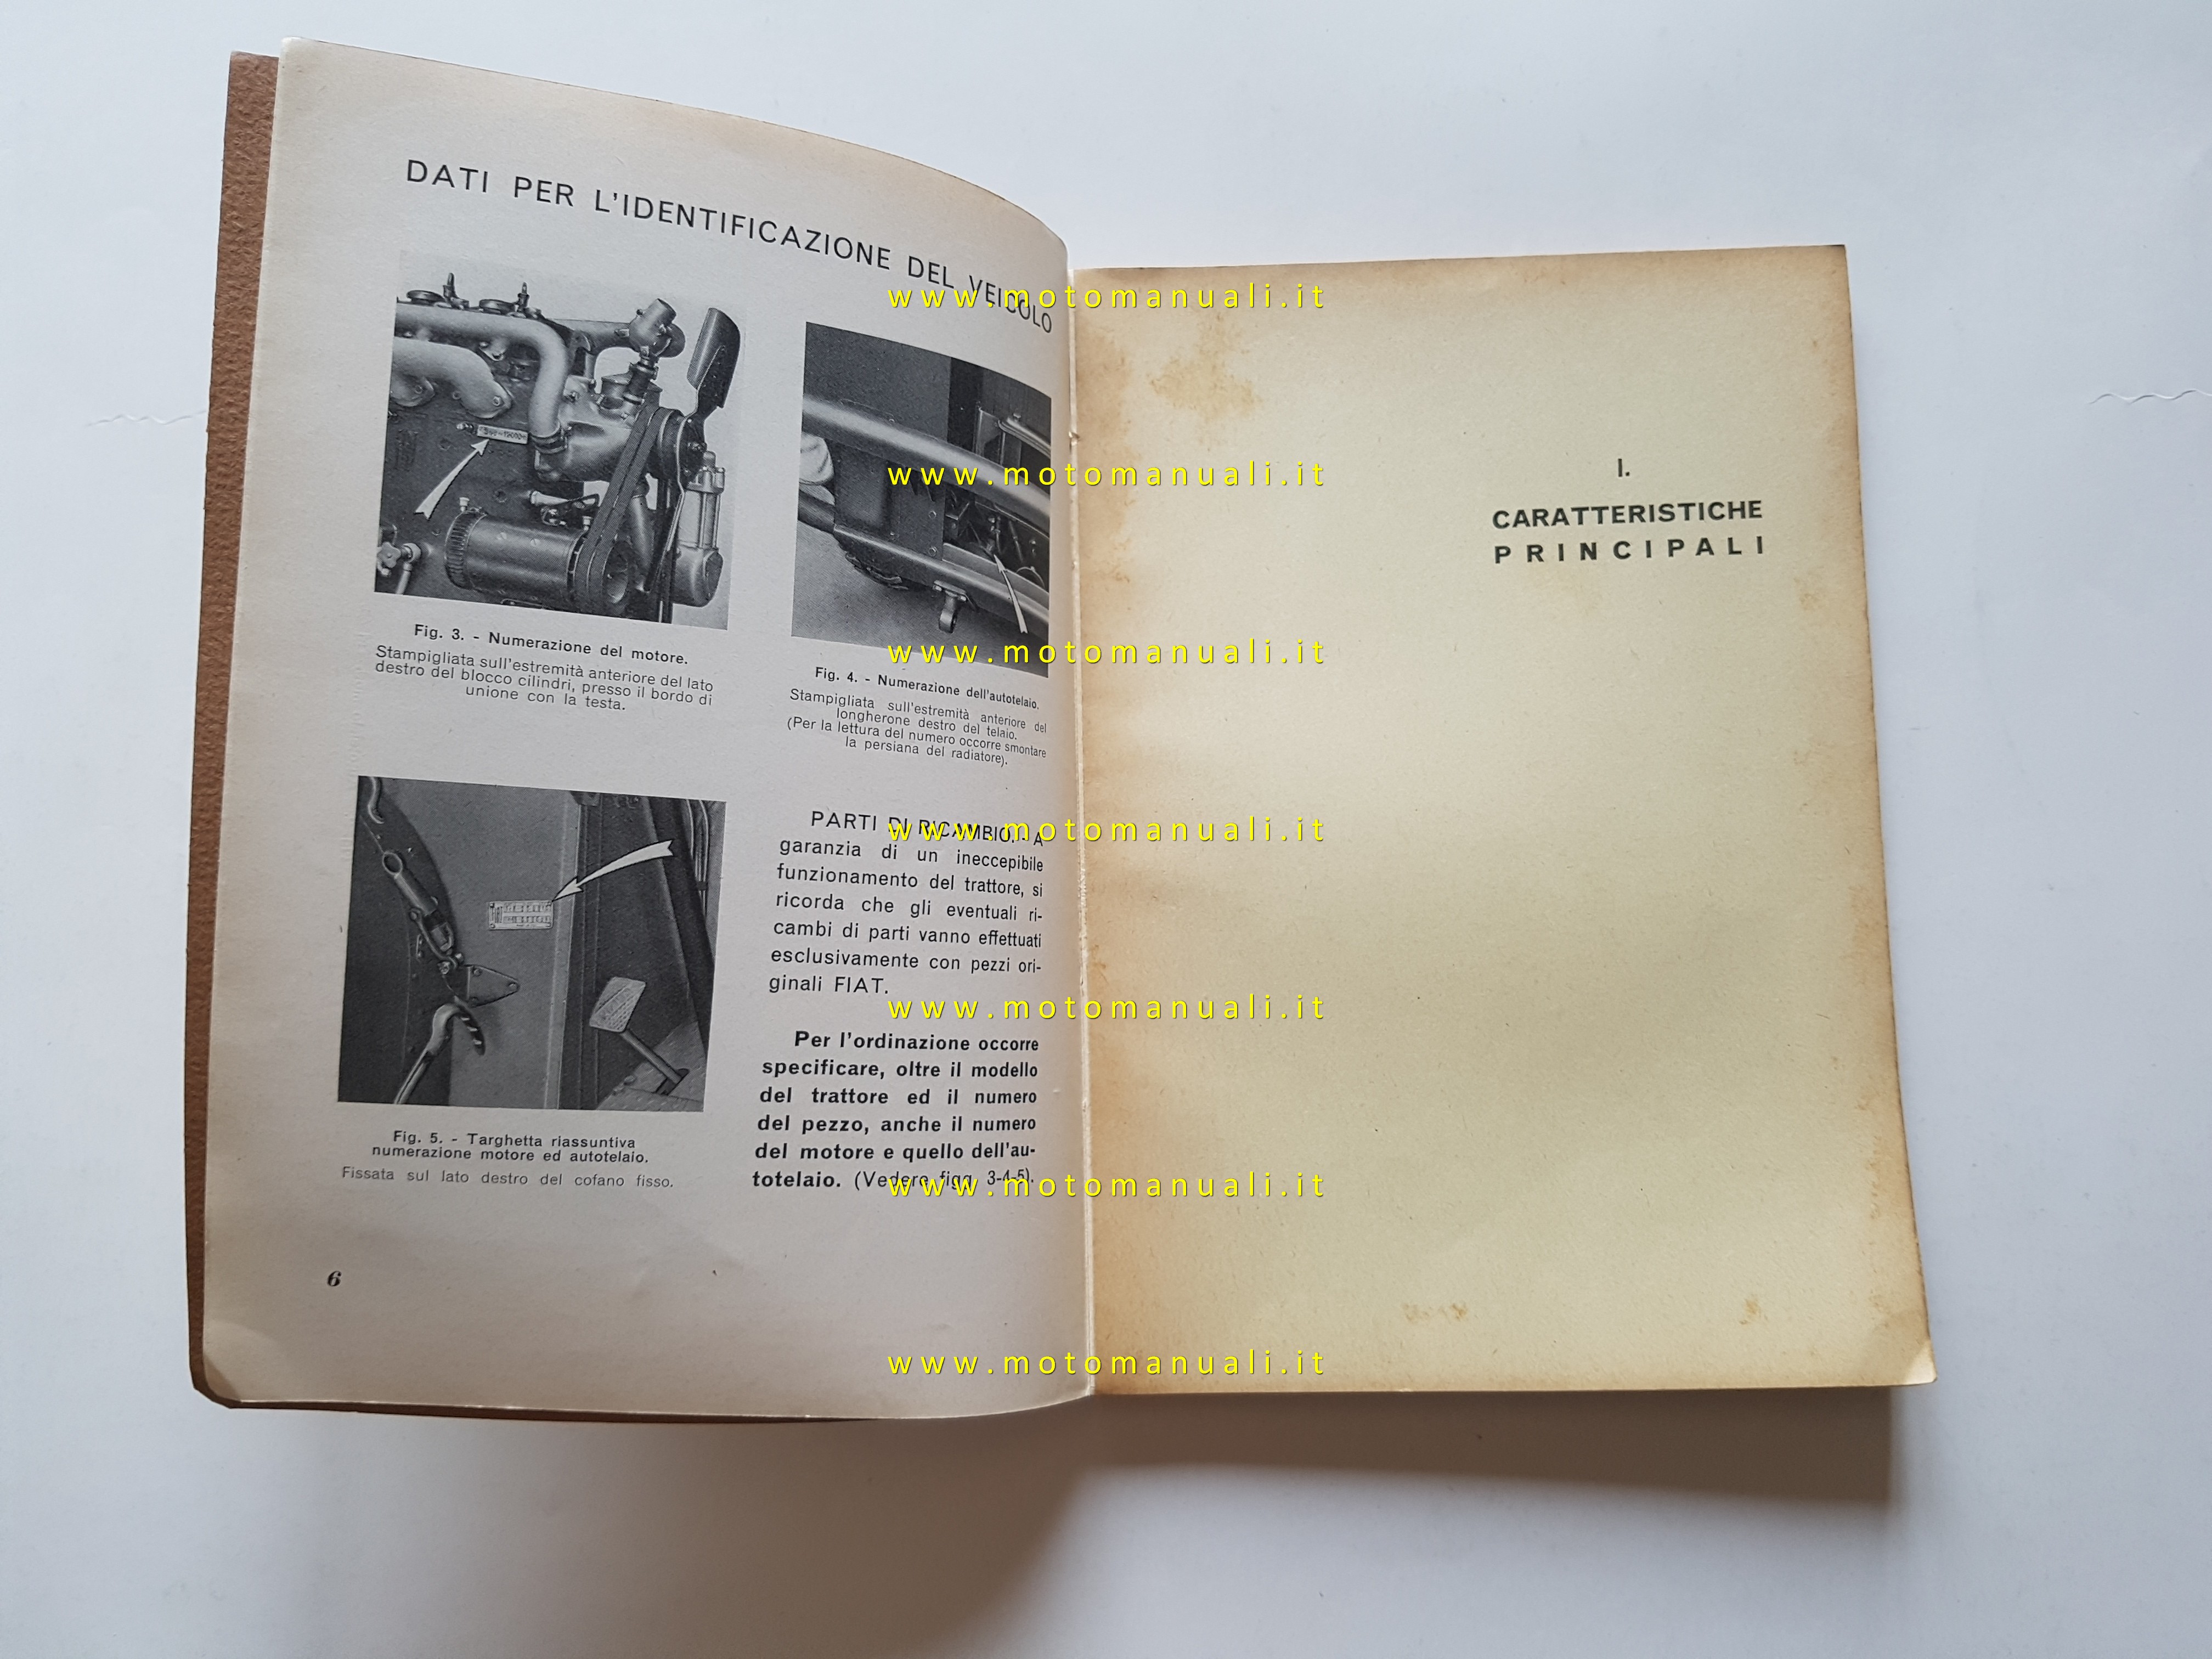 DATI PER L'IDENTIFICAZIONE DEL VEICOLO
Fig. 3. - Numerazione del motore.
Stampigliata sull'estremità anteriore del lato
destro del blocco cilindri, presso il bordo di
unione con la testa.
Fig. 4. - Numerazione dell'autotelaio.
Stampigliata sull'estremità anteriore del
longherone destro del telaio.
(Per la lettura del numero occorre smontare
la persiana del radiatore).
Fig. 5. - Targhetta riassuntiva
numerazione motore ed autotelaio.
Fissata sul lato destro del cofano fisso.
PARTI DI RICAMBIO. - A
garanzia di un ineccepibile
funzionamento del trattore, si
ricorda che gli eventuali ri-
cambi di parti vanno effettuati
esclusivamente con pezzi ori-
ginali FIAT.
Per l'ordinazione occorre
specificare, oltre il modello
del trattore ed il numero
del pezzo, anche il numero
del motore e quello dell'au-
totelaio. (Vedere figg. 3-4-5).
6
I.
CARATTERISTICHE
PRINCIPALI
www.motomanuali.it
www.motomanuali.it
www.motomanuali.it
www.motomanuali.it
www.motomanuali.it
www.motomanuali.it
www.motomanuali.it